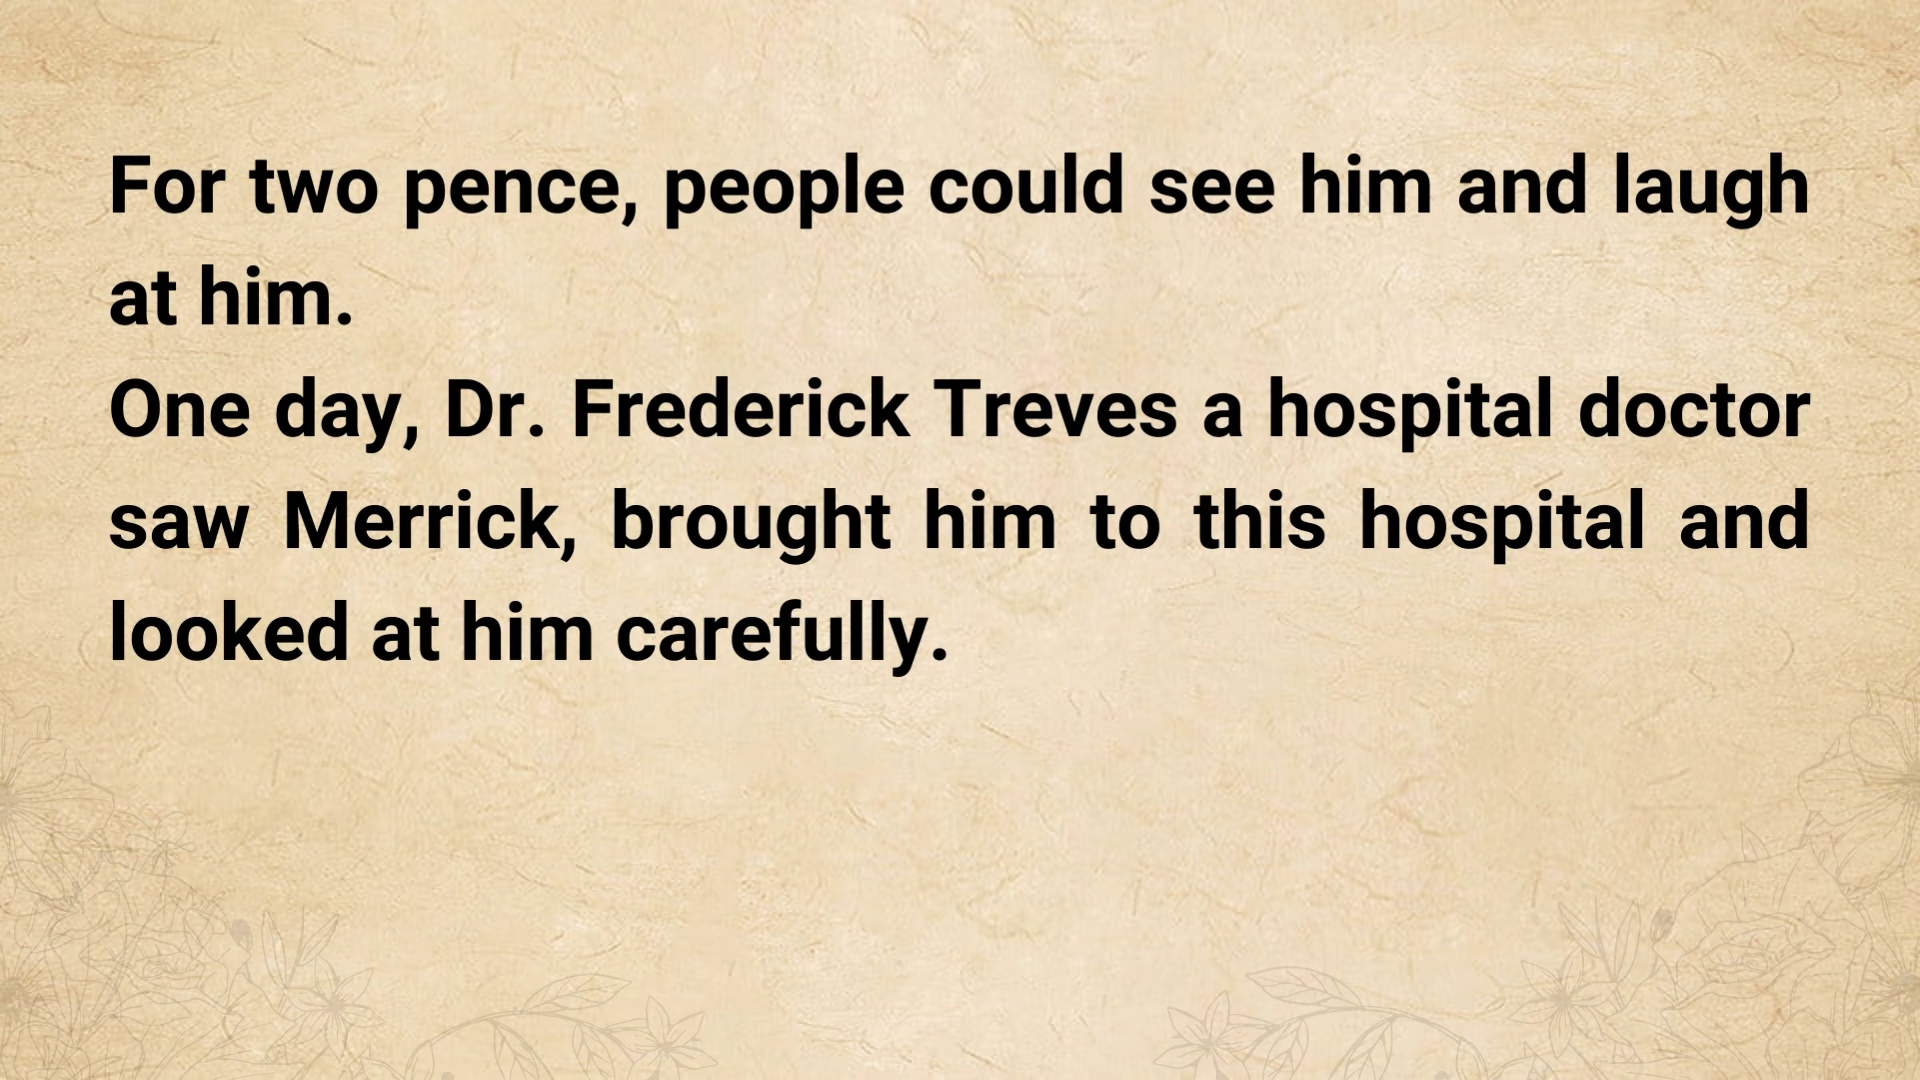 For two pence, people could see him and laugh
at him.
One day, Dr. Frederick Treves a hospital doctor
saw Merrick, brought him to this hospital and
looked at him carefully.